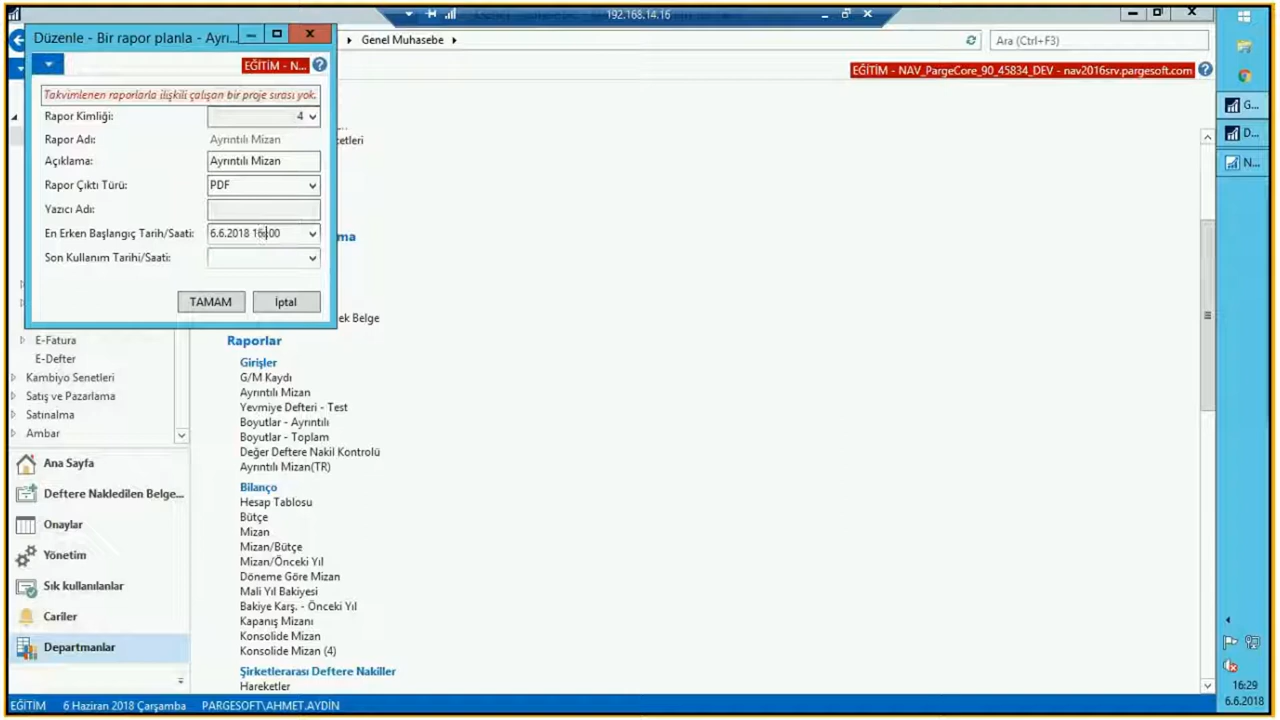 192.168.14.16
Düzenle - Bir rapor planla - Ayrı...
Genel Muhasebe
Ara (Ctrl+F3)
EĞİTİM - N...
EĞİTİM - NAV_PargeCore_90_45834_DEV - nav2016srv.pargesoft.com
Takvimlenen raporlarla ilişkili çalışan bir proje sırası yok.
Rapor Kimliği: 4
Rapor Adı: Ayrıntılı Mizan
Açıklama: Ayrıntılı Mizan
Rapor Çıktı Türü: PDF
Yazıcı Adı:
En Erken Başlangıç Tarih/Saati: 6.6.2018 16:00
Son Kullanım Tarihi/Saati:
TAMAM
İptal
etleri
ma
ek Belge
G...
D...
N...
E-Fatura
E-Defter
Kambiyo Senetleri
Satış ve Pazarlama
Satınalma
Ambar
Ana Sayfa
Deftere Nakledilen Belge...
Onaylar
Yönetim
Sık kullanılanlar
Cariler
Departmanlar
Raporlar
Girişler
G/M Kaydı
Ayrıntılı Mizan
Yevmiye Defteri - Test
Boyutlar - Ayrıntılı
Boyutlar - Toplam
Değer Deftere Nakil Kontrolü
Ayrıntılı Mizan(TR)
Bilanço
Hesap Tablosu
Bütçe
Mizan
Mizan/Bütçe
Mizan/Önceki Yıl
Döneme Göre Mizan
Mali Yıl Bakiyesi
Bakiye Karş. - Önceki Yıl
Kapanış Mizanı
Konsolide Mizan
Konsolide Mizan (4)
Şirketlerarası Deftere Nakiller
Hareketler
EĞİTİM
6 Haziran 2018 Çarşamba
PARGESOFT\AHMET.AYDIN
16:29
6.6.2018